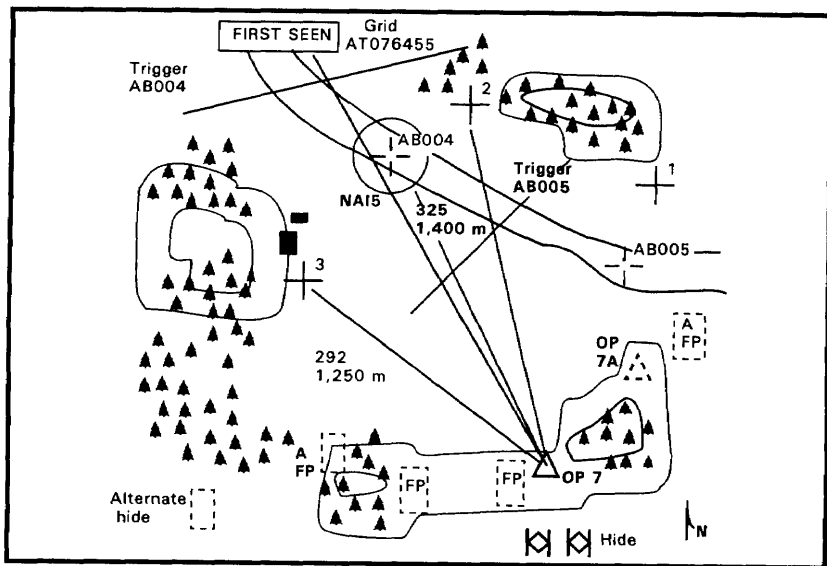 FIRST SEEN
Grid
AT076455
Trigger
AB004
2
AB004
Trigger
AB005
1
NAI5
325
1,400 m
3
AB005
292
1,250 m
A
FP
OP
7A
A
FP
FP
FP
OP 7
Alternate
hide
Hide
N